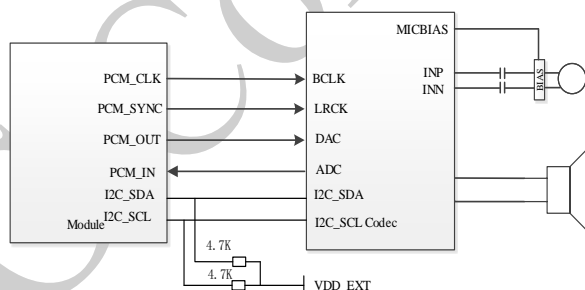 MICBIAS
PCM_CLK
BCLK
INP
INN
BIAS
PCM_SYNC
LRCK
PCM_OUT
DAC
PCM_IN
ADC
I2C_SDA
I2C_SDA
Module
I2C_SCL
I2C_SCL Codec
4.7K
4.7K
VDD_EXT